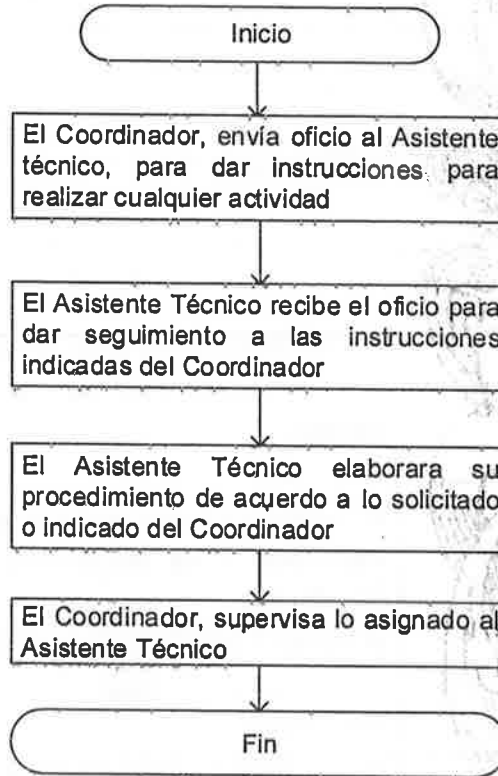 Inicio
El Coordinador, envía oficio al Asistente
técnico, para dar instrucciones para
realizar cualquier actividad
El Asistente Técnico recibe el oficio para
dar seguimiento a las instrucciones
indicadas del Coordinador
El Asistente Técnico elaborara su
procedimiento de acuerdo a lo solicitado
o indicado del Coordinador
El Coordinador, supervisa lo asignado al
Asistente Técnico
Fin